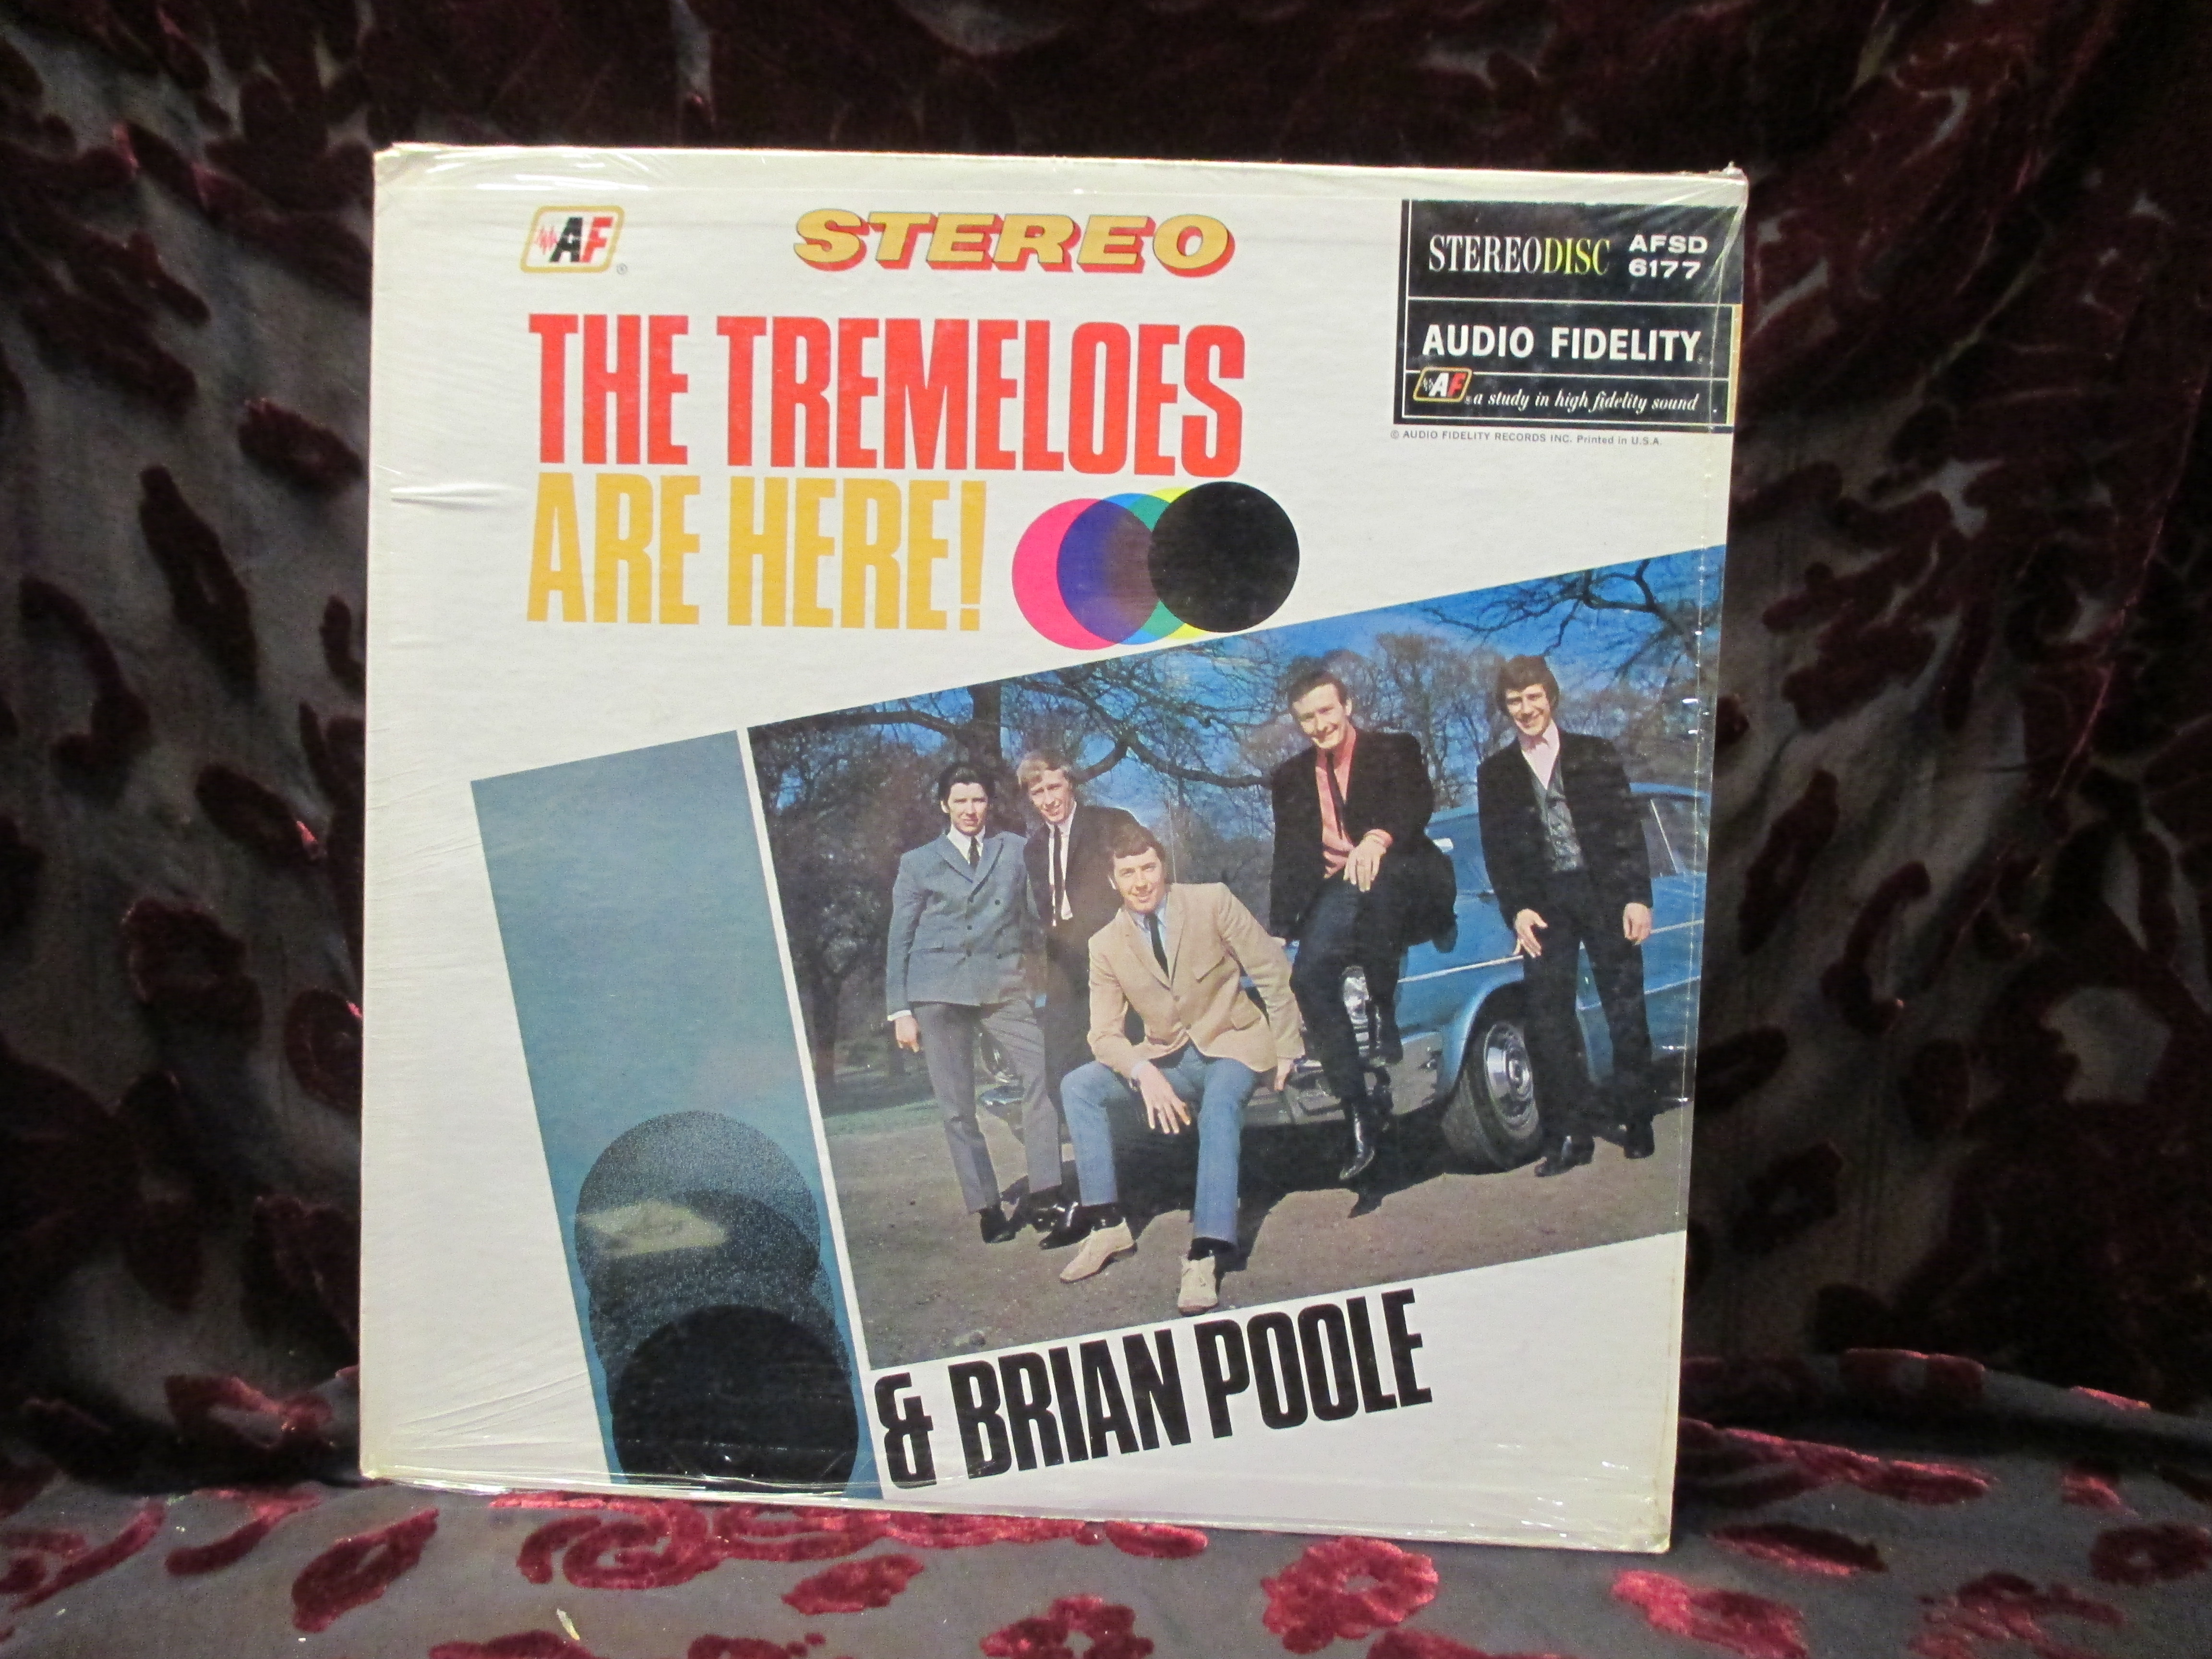 AF ®
STEREO
STEREODISC AFSD 6177
AUDIO FIDELITY
AF ® a study in high fidelity sound
© AUDIO FIDELITY RECORDS INC. Printed in U.S.A.
THE TREMELOES
ARE HERE!
& BRIAN POOLE